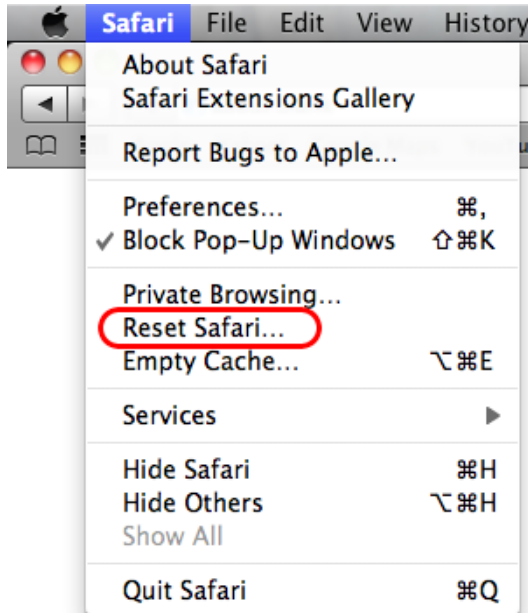 Safari File Edit View History
About Safari
Safari Extensions Gallery
Report Bugs to Apple...
Preferences... ⌘,
✓ Block Pop-Up Windows ⇧⌘K
Private Browsing...
Reset Safari...
Empty Cache... ⌥⌘E
Services ▶
Hide Safari ⌘H
Hide Others ⌥⌘H
Show All
Quit Safari ⌘Q